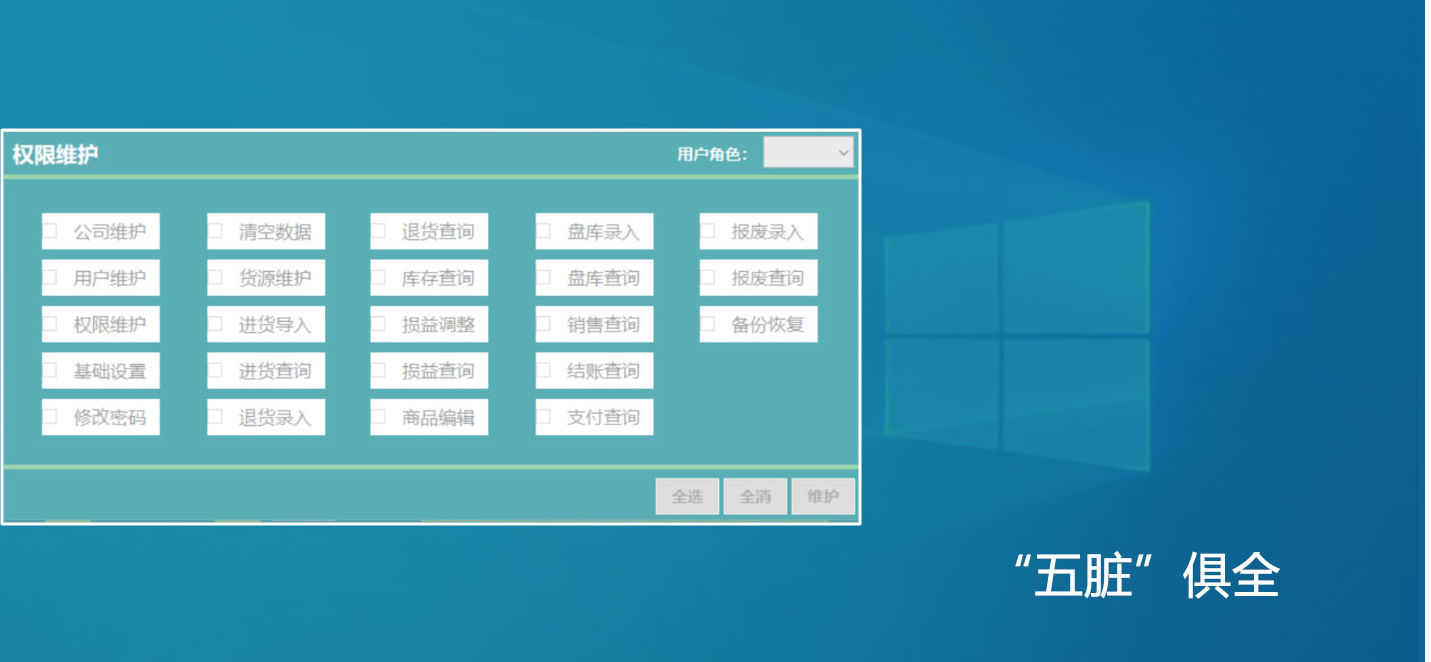 权限维护 用户角色：
公司维护 清空数据 退货查询 盘库录入 报废录入
用户维护 货源维护 库存查询 盘库查询 报废查询
权限维护 进货导入 损益调整 销售查询 备份恢复
基础设置 进货查询 损益查询 结账查询
修改密码 退货录入 商品编辑 支付查询
全选 全消 维护
“五脏”俱全